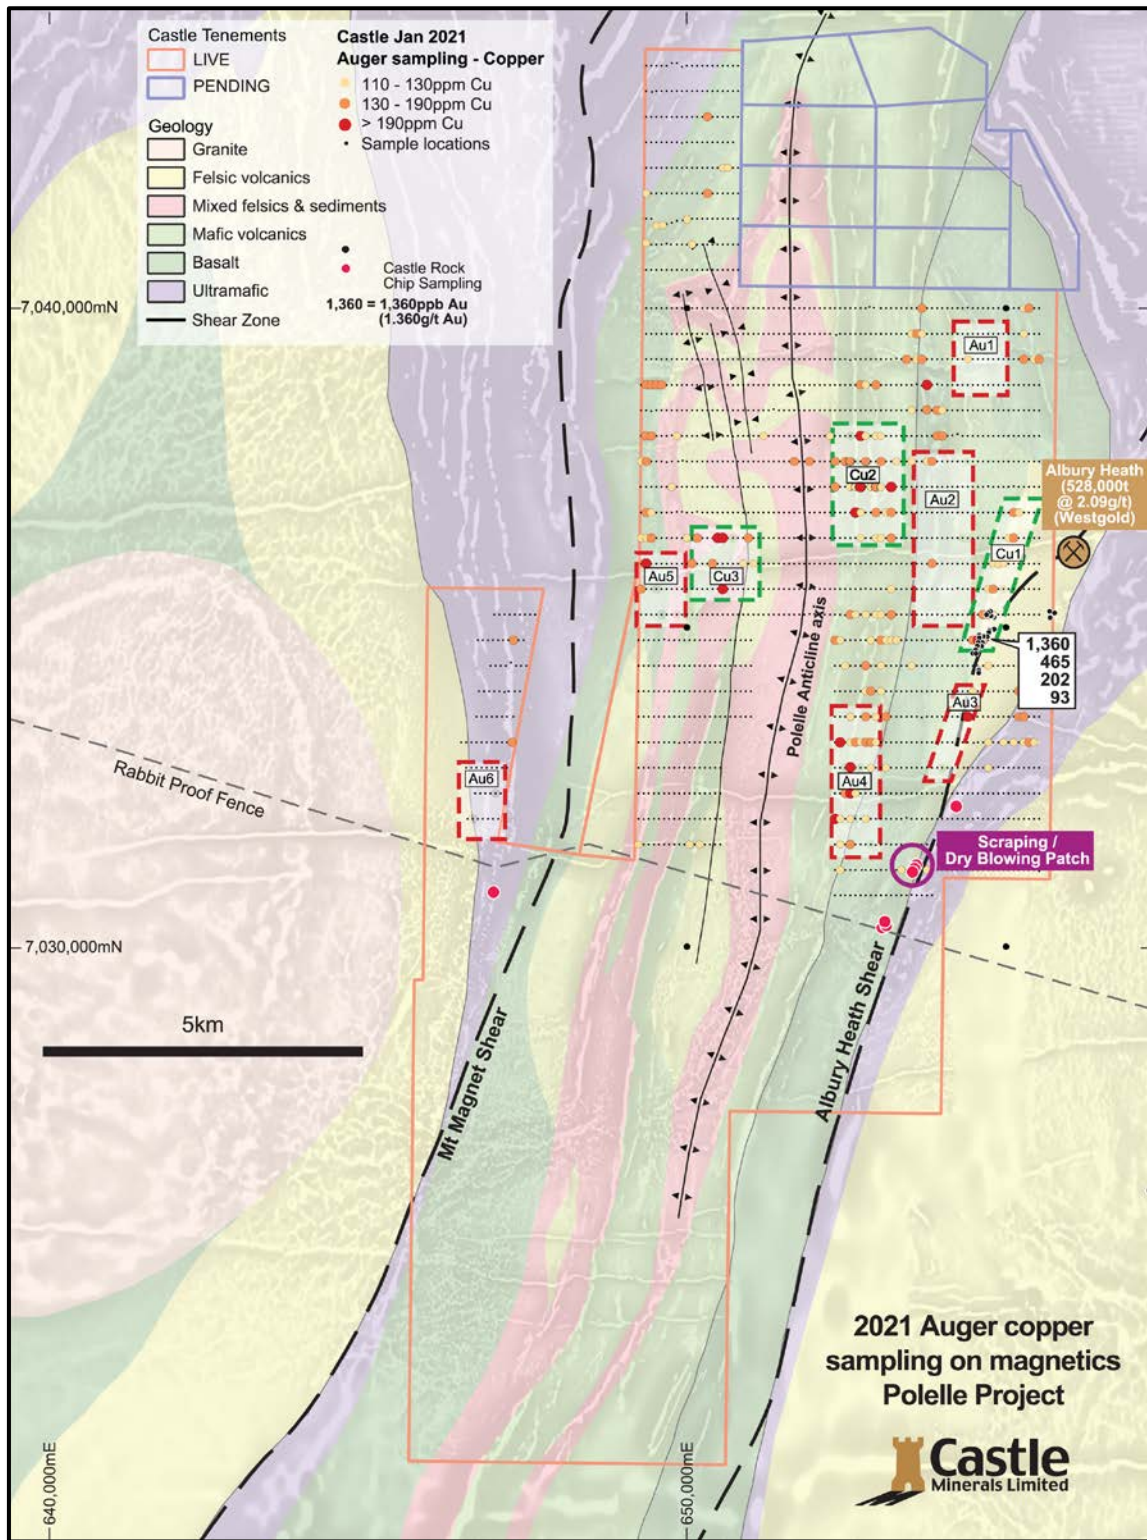 Castle Tenements
LIVE
PENDING
Geology
Granite
Felsic volcanics
Mixed felsics & sediments
Mafic volcanics
Basalt
Ultramafic
Shear Zone
Castle Jan 2021
Auger sampling - Copper
110 - 130ppm Cu
130 - 190ppm Cu
> 190ppm Cu
Sample locations
Castle Rock
Chip Sampling
1,360 = 1,360ppb Au
(1.360g/t Au)
7,040,000mN
Au1
Cu2
Au2
Albury Heath
(528,000t
@ 2.09g/t)
(Westgold)
Cu1
Au5
Cu3
1,360
465
202
93
Au3
Polelle Anticline axis
Au6
Au4
Rabbit Proof Fence
Scraping /
Dry Blowing Patch
7,030,000mN
5km
Mt Magnet Shear
Albury Heath Shear
2021 Auger copper
sampling on magnetics
Polelle Project
Castle
Minerals Limited
640,000mE
650,000mE